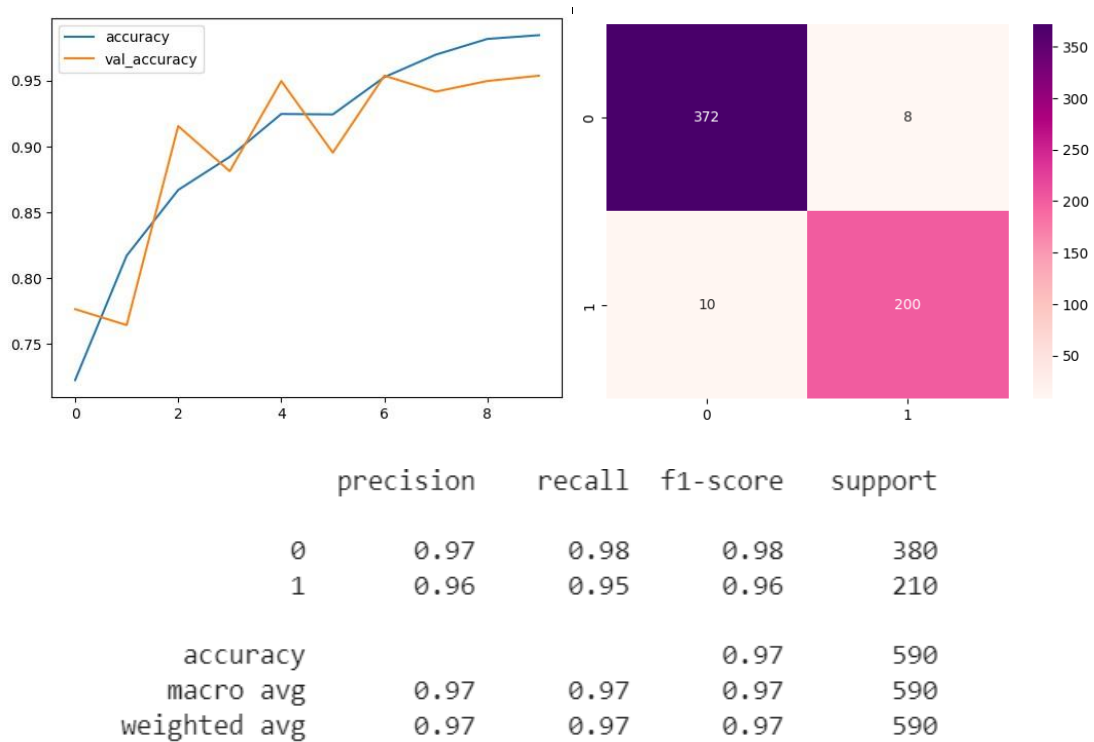 accuracy
val_accuracy
0.95
0.90
0.85
0.80
0.75
0 2 4 6 8
0 372 8
1 10 200
0 1
350
300
250
200
150
100
50
precision recall f1-score support
0 0.97 0.98 0.98 380
1 0.96 0.95 0.96 210
accuracy 0.97 590
macro avg 0.97 0.97 0.97 590
weighted avg 0.97 0.97 0.97 590